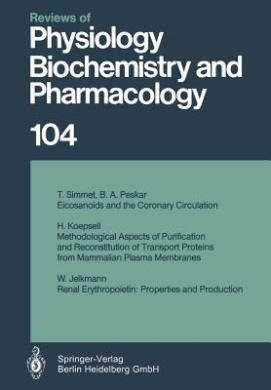 Reviews of
Physiology
Biochemistry and
Pharmacology
104
T. Simmet, B. A. Peskar
Eicosanoids and the Coronary Circulation
H. Koepsell
Methodological Aspects of Purification
and Reconstitution of Transport Proteins
from Mammalian Plasma Membranes
W. Jelkmann
Renal Erythropoietin: Properties and Production
Springer-Verlag
Berlin Heidelberg GmbH